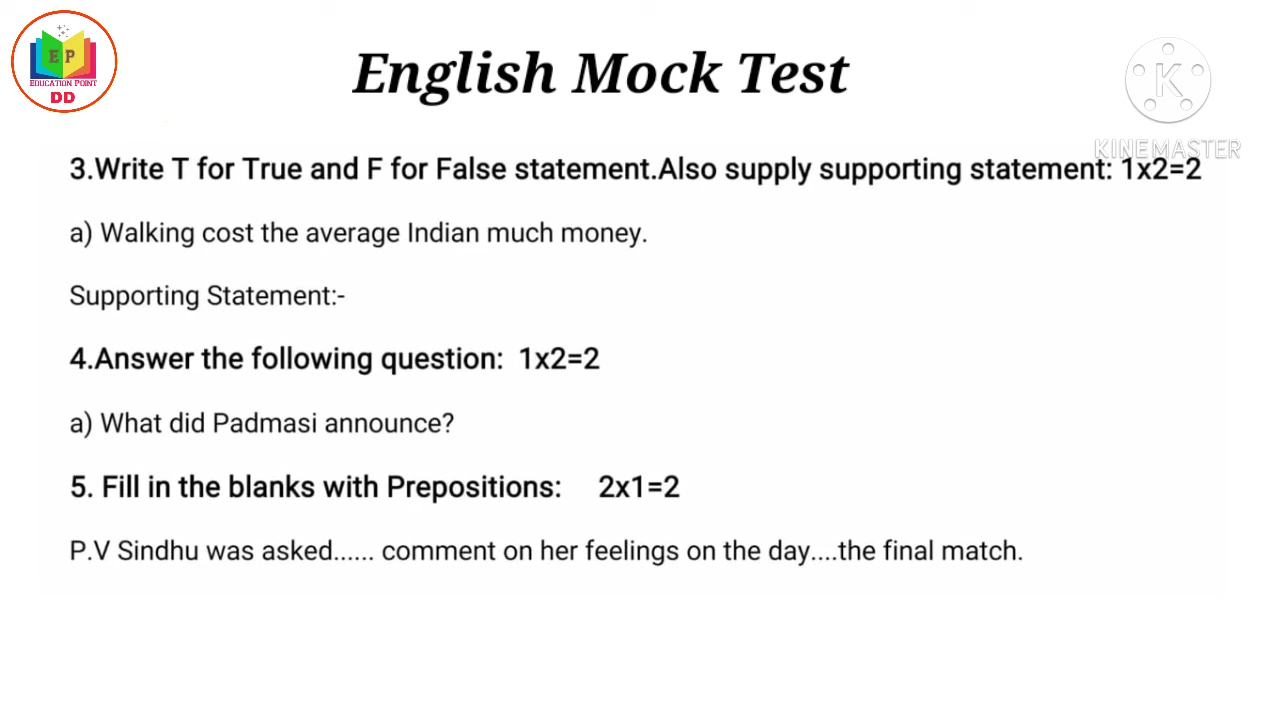 E P
EDUCATION POINT
DD
English Mock Test
K
KINEMASTER
3.Write T for True and F for False statement.Also supply supporting statement: 1x2=2
a) Walking cost the average Indian much money.
Supporting Statement:-
4.Answer the following question: 1x2=2
a) What did Padmasi announce?
5. Fill in the blanks with Prepositions: 2x1=2
P.V Sindhu was asked...... comment on her feelings on the day....the final match.